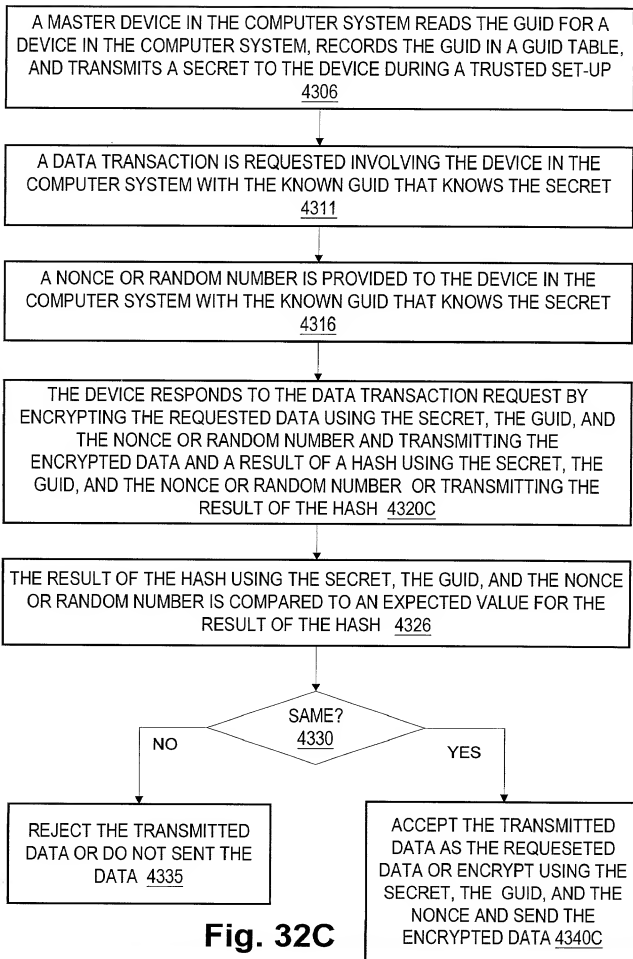 A MASTER DEVICE IN THE COMPUTER SYSTEM READS THE GUID FOR A
DEVICE IN THE COMPUTER SYSTEM, RECORDS THE GUID IN A GUID TABLE,
AND TRANSMITS A SECRET TO THE DEVICE DURING A TRUSTED SET-UP
4306
A DATA TRANSACTION IS REQUESTED INVOLVING THE DEVICE IN THE
COMPUTER SYSTEM WITH THE KNOWN GUID THAT KNOWS THE SECRET
4311
A NONCE OR RANDOM NUMBER IS PROVIDED TO THE DEVICE IN THE
COMPUTER SYSTEM WITH THE KNOWN GUID THAT KNOWS THE SECRET
4316
THE DEVICE RESPONDS TO THE DATA TRANSACTION REQUEST BY
ENCRYPTING THE REQUESTED DATA USING THE SECRET, THE GUID, AND
THE NONCE OR RANDOM NUMBER AND TRANSMITTING THE
ENCRYPTED DATA AND A RESULT OF A HASH USING THE SECRET, THE
GUID, AND THE NONCE OR RANDOM NUMBER OR TRANSMITTING THE
RESULT OF THE HASH 4320C
THE RESULT OF THE HASH USING THE SECRET, THE GUID, AND THE NONCE
OR RANDOM NUMBER IS COMPARED TO AN EXPECTED VALUE FOR THE
RESULT OF THE HASH 4326
SAME?
4330
NO
YES
REJECT THE TRANSMITTED
DATA OR DO NOT SENT THE
DATA 4335
ACCEPT THE TRANSMITTED
DATA AS THE REQUESETED
DATA OR ENCRYPT USING THE
SECRET, THE GUID, AND THE
NONCE AND SEND THE
ENCRYPTED DATA 4340C
Fig. 32C